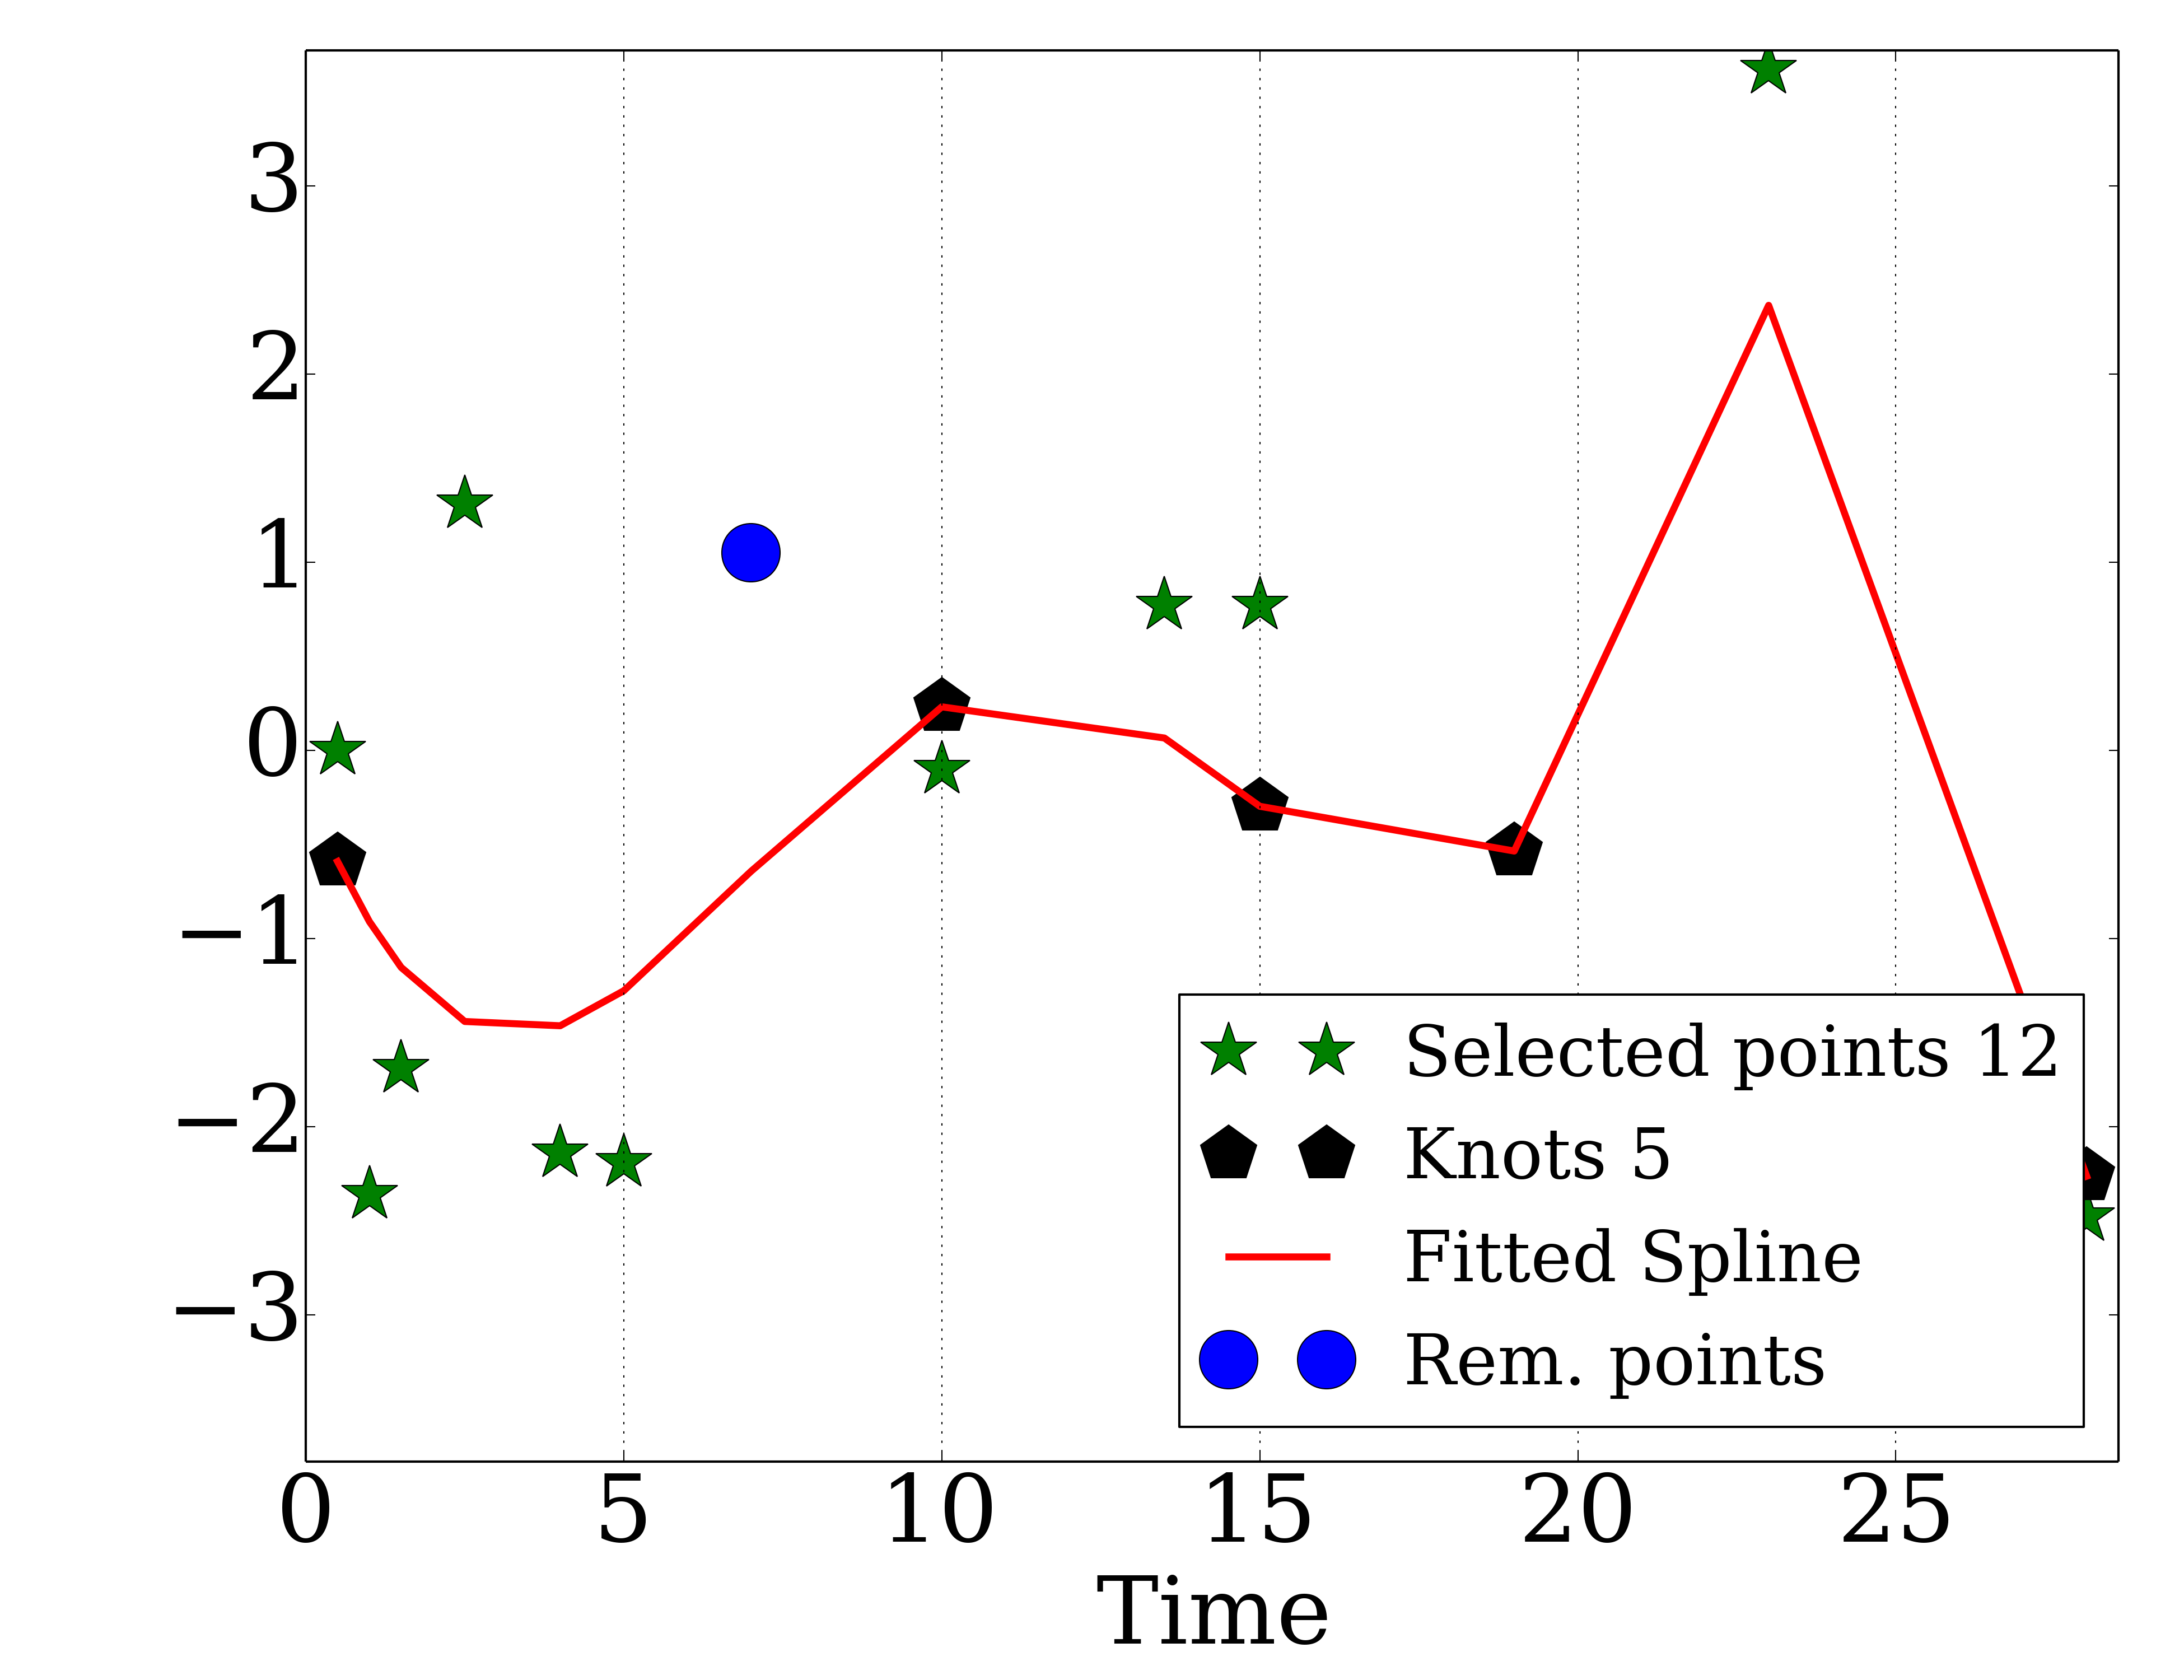 3
2
1
0
−1
−2
−3
Selected points 12
Knots 5
Fitted Spline
Rem. points
0 5 10 15 20 25
Time